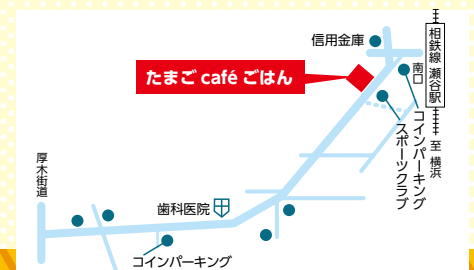 信用金庫
たまご café ごはん
南口
相鉄線 瀬谷駅
至 横浜
コインパーキング
スポーツクラブ
厚木街道
歯科医院
コインパーキング